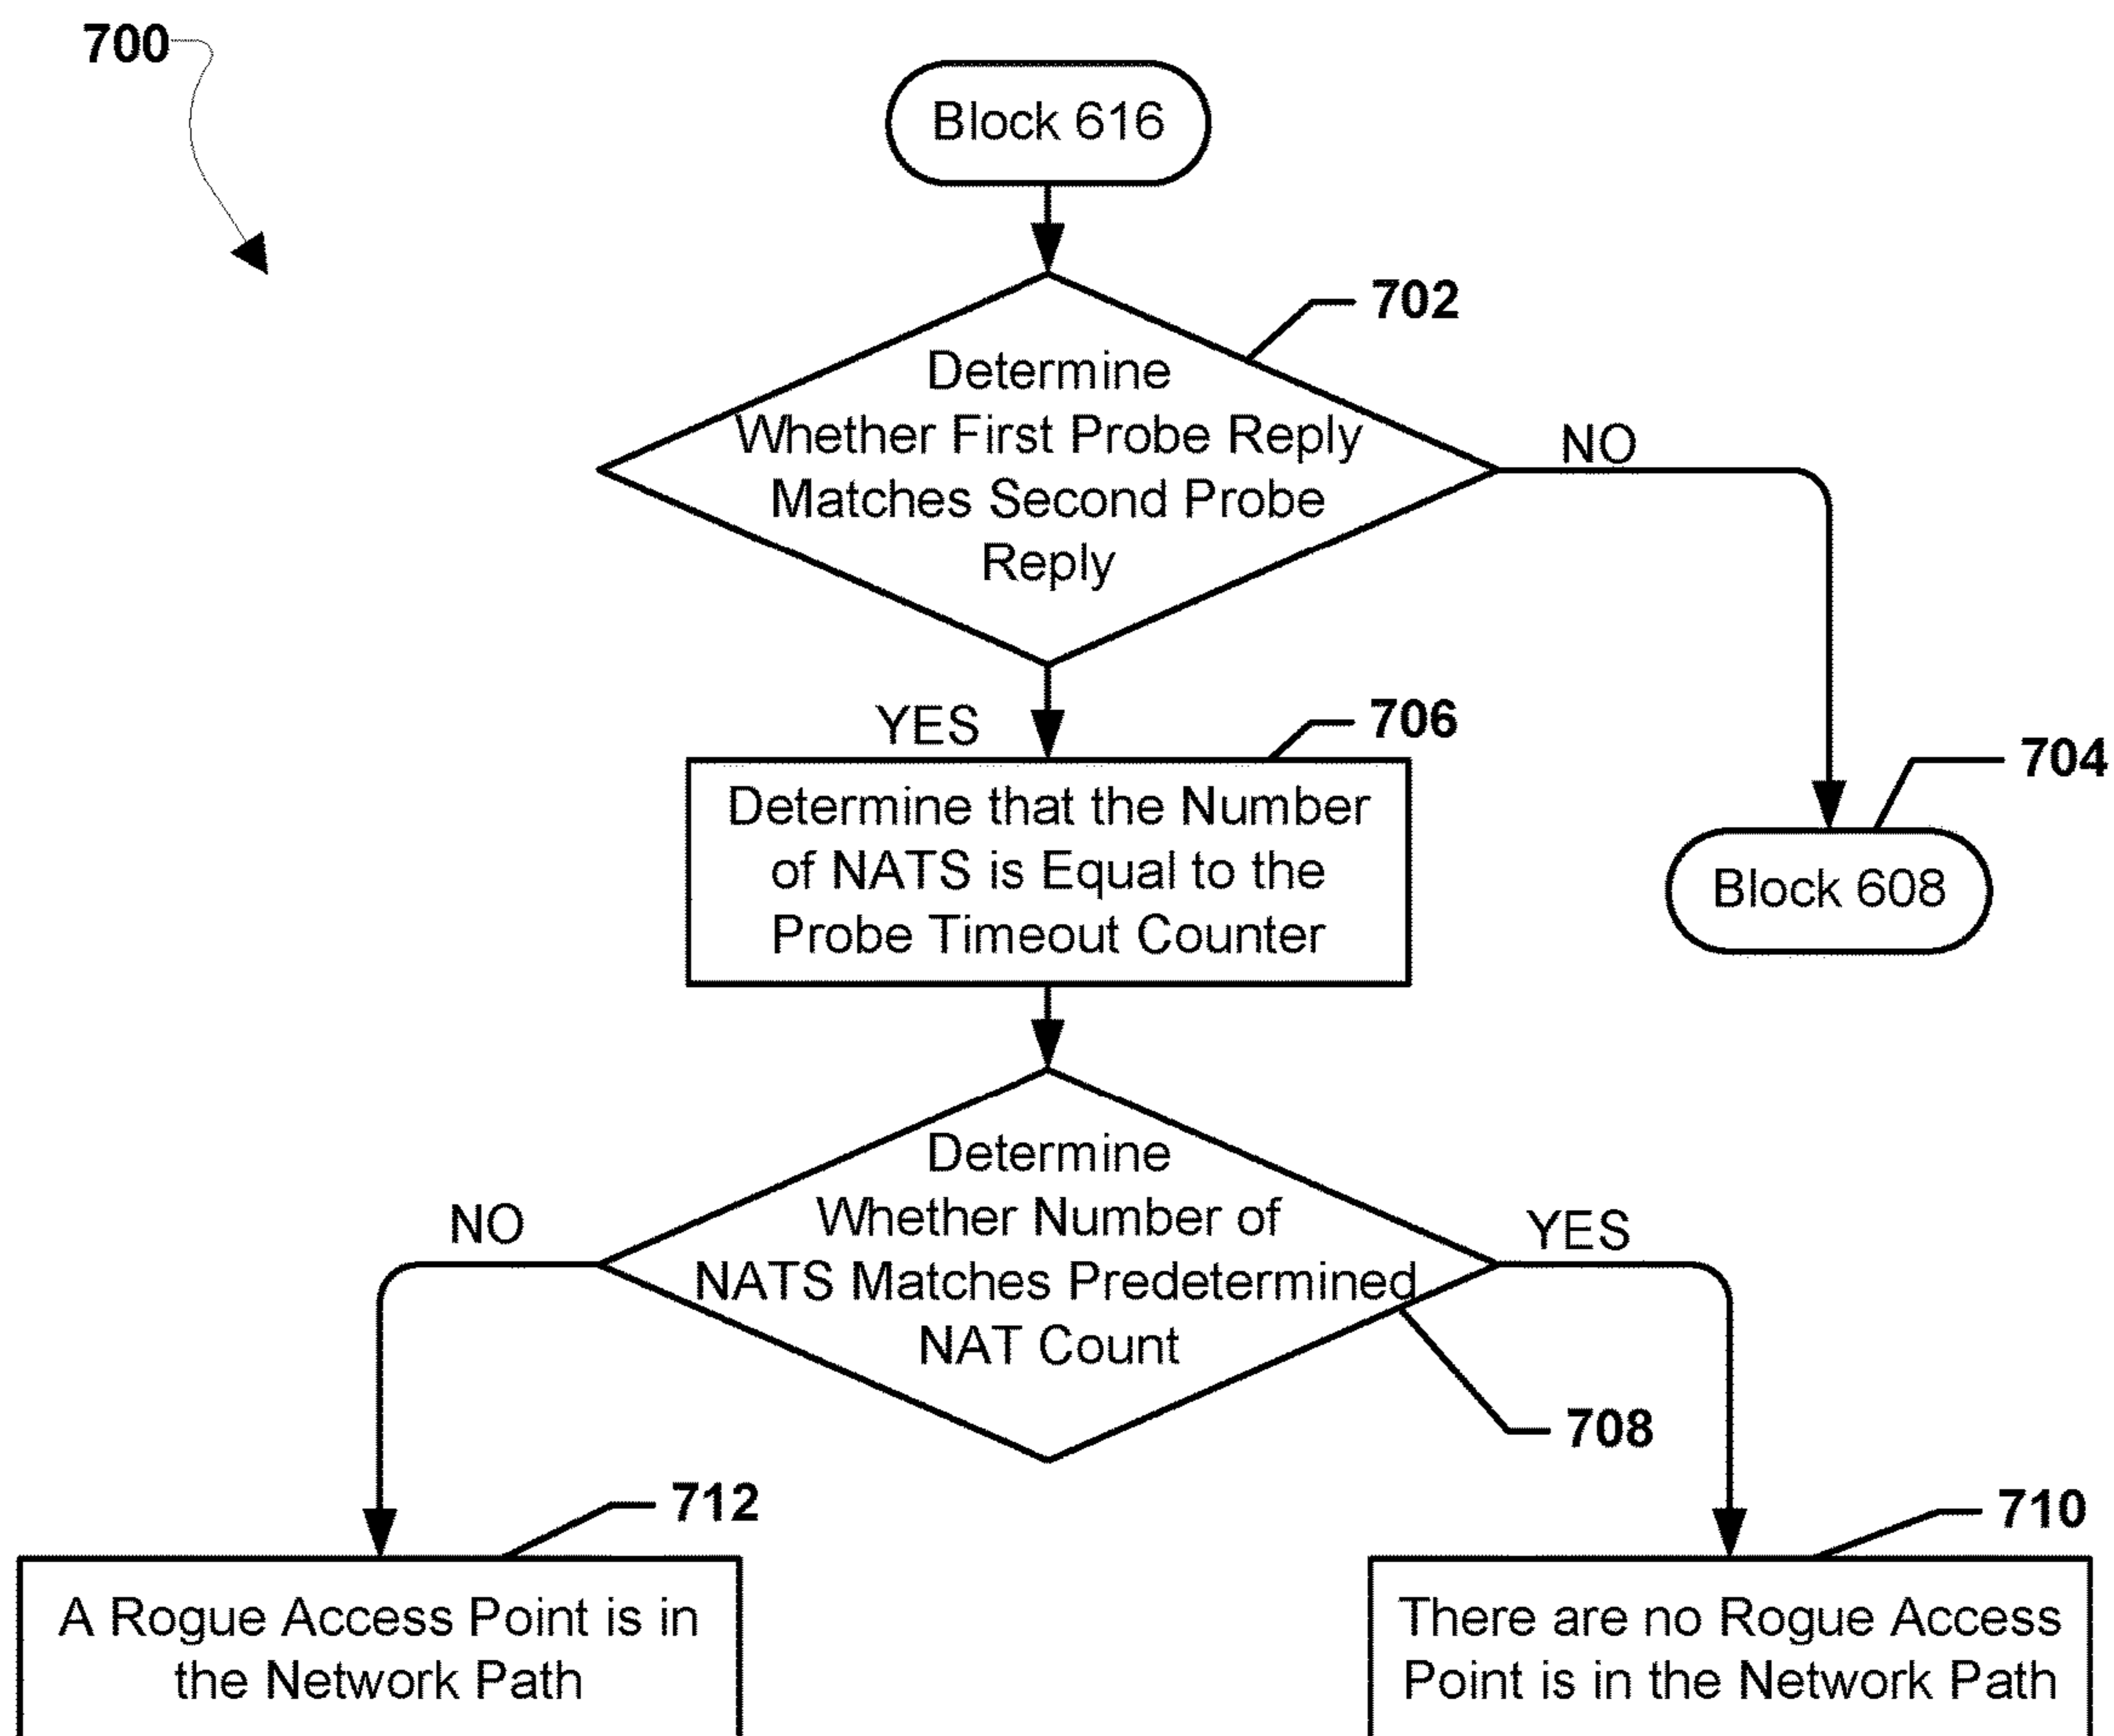 700
Block 616
702
Determine
Whether First Probe Reply
Matches Second Probe
Reply
NO
YES
706
Determine that the Number
of NATS is Equal to the
Probe Timeout Counter
704
Block 608
Determine
Whether Number of
NATS Matches Predetermined
NAT Count
NO
YES
708
712
A Rogue Access Point is in
the Network Path
710
There are no Rogue Access
Point is in the Network Path